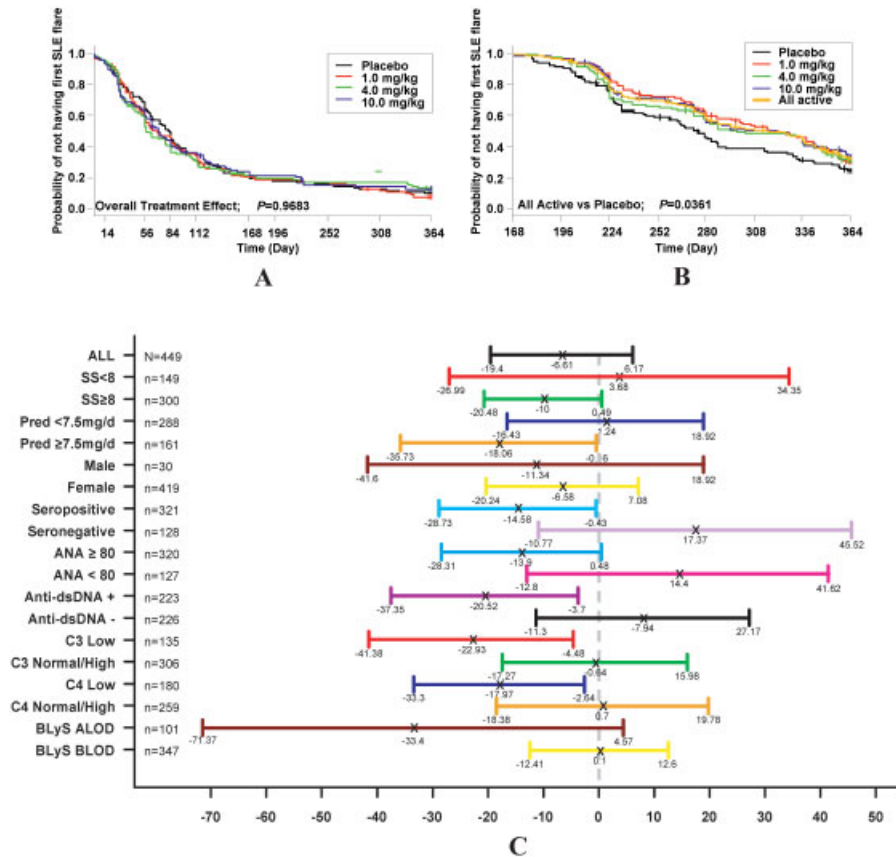 Probability of not having first SLE flare
1.0
0.8
0.6
0.4
0.2
0.0
Placebo
1.0 mg/kg
4.0 mg/kg
10.0 mg/kg
Overall Treatment Effect; P=0.9683
14 56 84 112 168 196 252 308 364
Time (Day)
A
Probability of not having first SLE flare
1.0
0.8
0.6
0.4
0.2
0.0
Placebo
1.0 mg/kg
4.0 mg/kg
10.0 mg/kg
All active
All Active vs Placebo; P=0.0361
168 196 224 252 280 308 336 364
Time (Day)
B
ALL N=449 -19.4 -6.61 6.17
SS<8 n=149 -26.99 3.68 34.35
SS≥8 n=300 -20.48 -10 0.49
Pred <7.5mg/d n=288 -16.43 1.24 18.92
Pred ≥7.5mg/d n=161 -35.73 -18.06
Male n=30 -41.6 -11.34 18.92
Female n=419 -20.24 -6.58 7.08
Seropositive n=321 -28.73 -14.58 -0.43
Seronegative n=128 -10.77 17.37 45.52
ANA ≥ 80 n=320 -28.31 -13.9 0.48
ANA < 80 n=127 -12.8 14.4 41.62
Anti-dsDNA + n=223 -37.35 -20.52 -3.7
Anti-dsDNA - n=226 -11.3 -7.94 27.17
C3 Low n=135 -41.38 -22.93 -4.48
C3 Normal/High n=306 -17.27 -0.64 15.98
C4 Low n=180 -33.3 -17.97 -2.64
C4 Normal/High n=259 -18.38 0.7 19.78
BLyS ALOD n=101 -71.37 -33.4 4.57
BLyS BLOD n=347 -12.41 0.1 12.6
-70 -60 -50 -40 -30 -20 -10 0 10 20 30 40 50
C